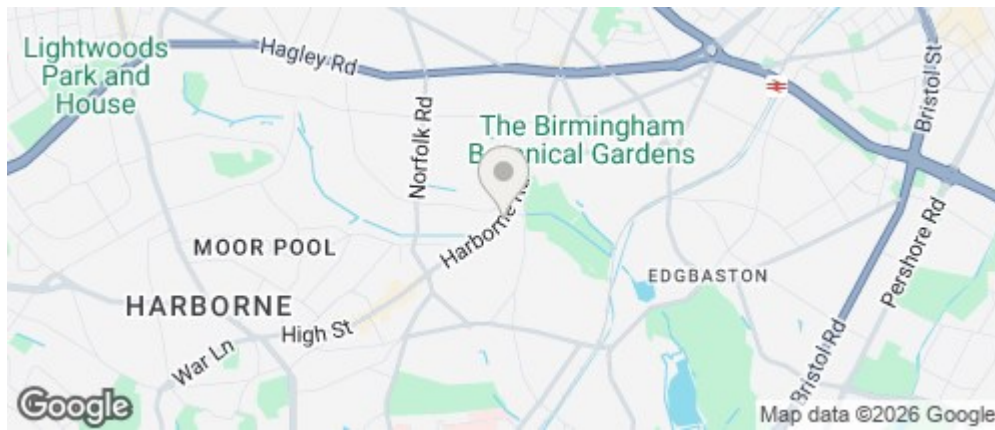 Lightwoods
Park and
House
Hagley Rd
Norfolk Rd
Bristol St
The Birmingham
Botanical Gardens
Harborne Rd
MOOR POOL
HARBORNE
High St
War Ln
EDGBASTON
Pershore Rd
Bristol Rd
Google
Map data ©2026 Google